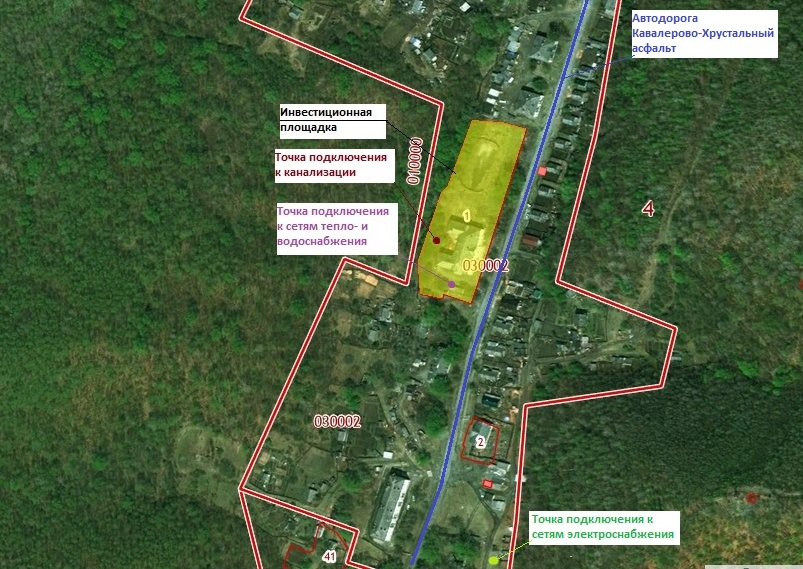 Автодорога
Кавалерово-Хрустальный
асфальт
Инвестиционная
площадка
Точка подключения
к канализации
010009
Точка подключения
к сетям тепло- и
водоснабжения
1
4
030002
030002
2
41
Точка подключения к
сетям электроснабжения